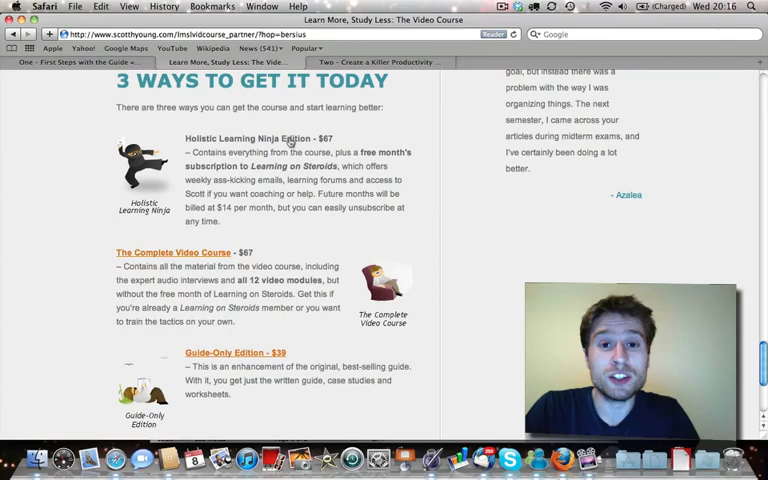 Safari File Edit View History Bookmarks Window Help (Charged) Wed 20:16
Learn More, Study Less: The Video Course
http://www.scotthyoung.com/lmslvidcourse_partner/?hop=bersius Reader Google
Apple Yahoo! Google Maps YouTube Wikipedia News (541) Popular
One – First Steps with the Guide «... Learn More, Study Less: The Vide... Two – Create a Killer Productivity ...
3 WAYS TO GET IT TODAY
There are three ways you can get the course and start learning better:
Holistic Learning Ninja Edition - $67
– Contains everything from the course, plus a free month's
subscription to Learning on Steroids, which offers
weekly ass-kicking emails, learning forums and access to
Scott if you want coaching or help. Future months will be
billed at $14 per month, but you can easily unsubscribe at
any time.
Holistic
Learning Ninja
The Complete Video Course - $67
– Contains all the material from the video course, including
the expert audio interviews and all 12 video modules, but
without the free month of Learning on Steroids. Get this if
you're already a Learning on Steroids member or you want
to train the tactics on your own.
The Complete
Video Course
Guide-Only Edition - $39
– This is an enhancement of the original, best-selling guide.
With it, you get just the written guide, case studies and
worksheets.
Guide-Only
Edition
goal, but instead there was a
problem with the way I was
organizing things. The next
semester, I came across your
articles during midterm exams, and
I've certainly been doing a lot
better.
- Azalea
8